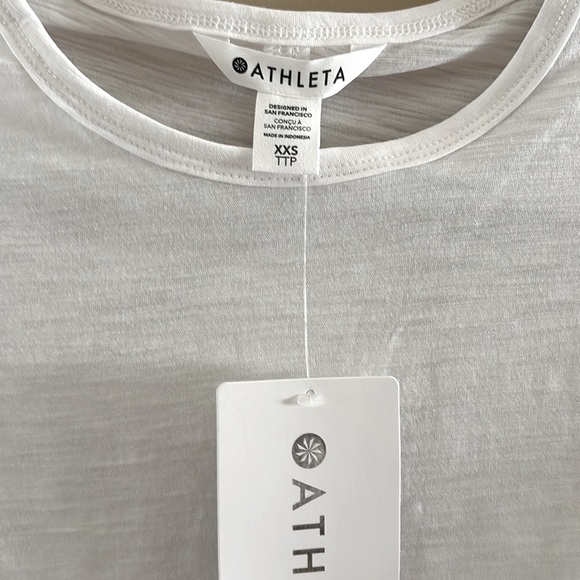 ATHLETA
DESIGNED IN
SAN FRANCISCO
CONÇU À
SAN FRANCISCO
MADE IN INDONESIA
XXS
TTP
ATH